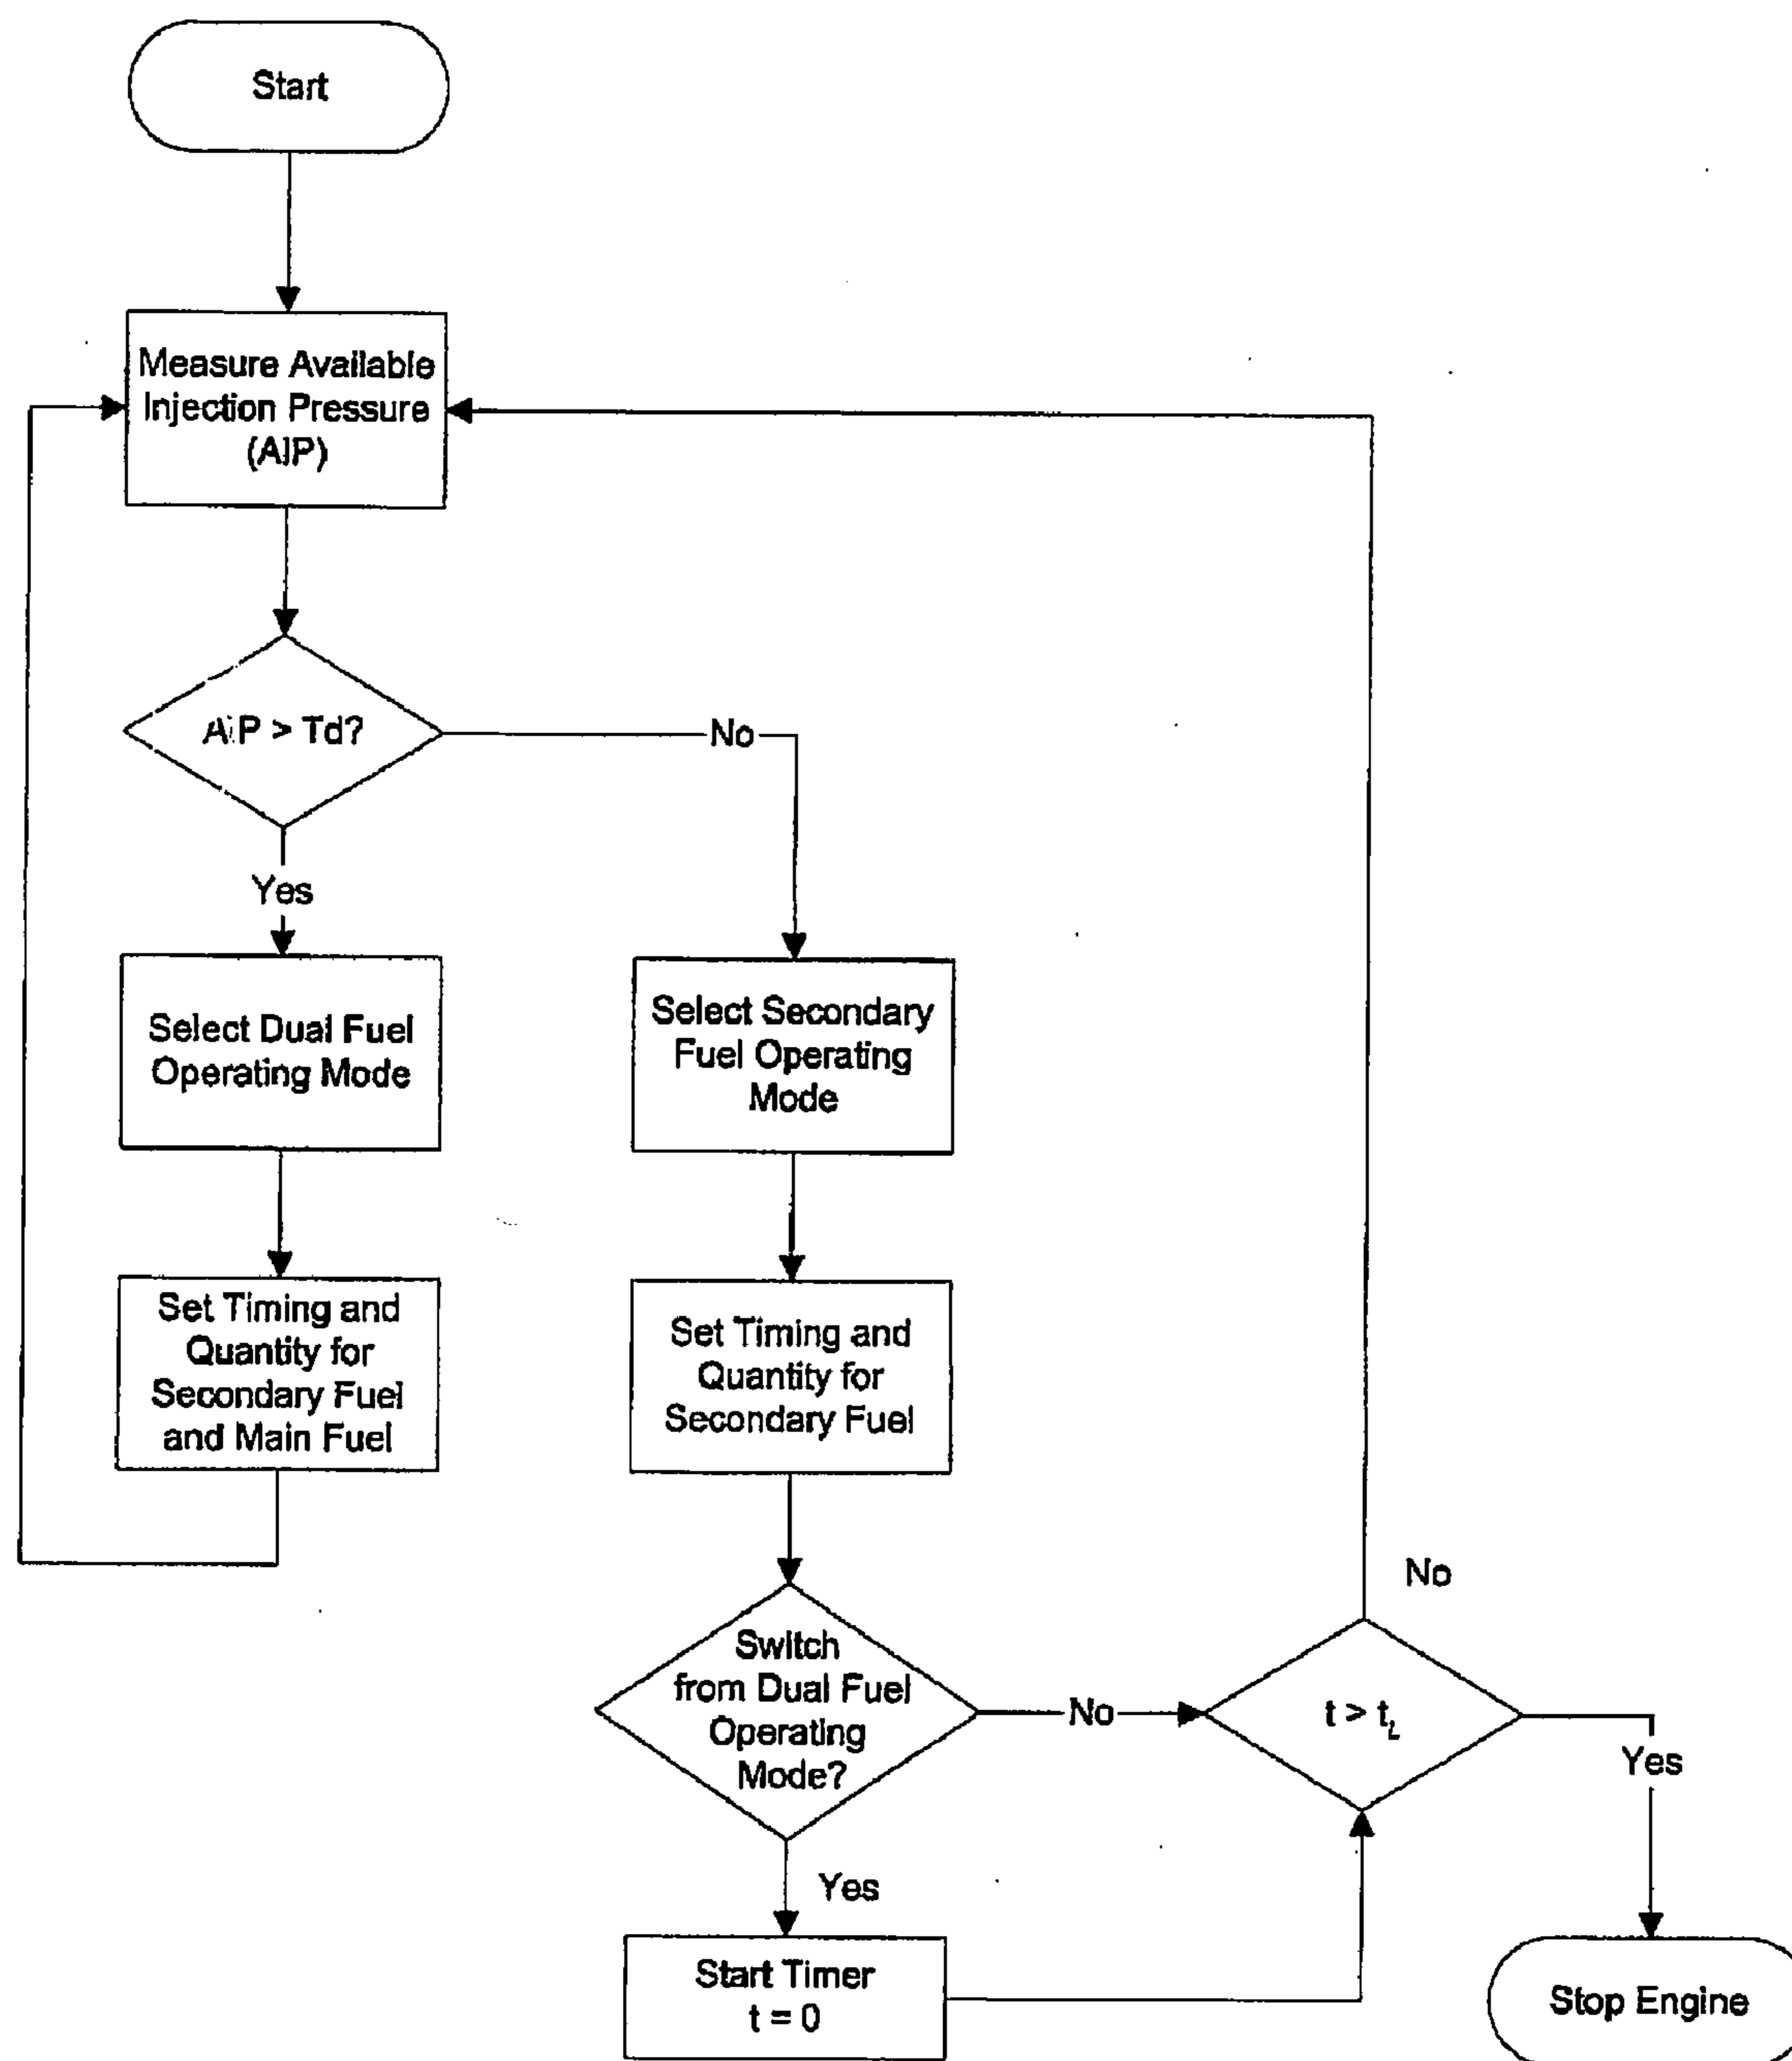 Start
Measure Available
Injection Pressure
(AIP)
AIP > Td?
No
Yes
Select Dual Fuel
Operating Mode
Select Secondary
Fuel Operating
Mode
Set Timing and
Quantity for
Secondary Fuel
and Main Fuel
Set Timing and
Quantity for
Secondary Fuel
No
Switch
from Dual Fuel
Operating
Mode?
No
t > tL
Yes
Yes
Start Timer
t = 0
Stop Engine